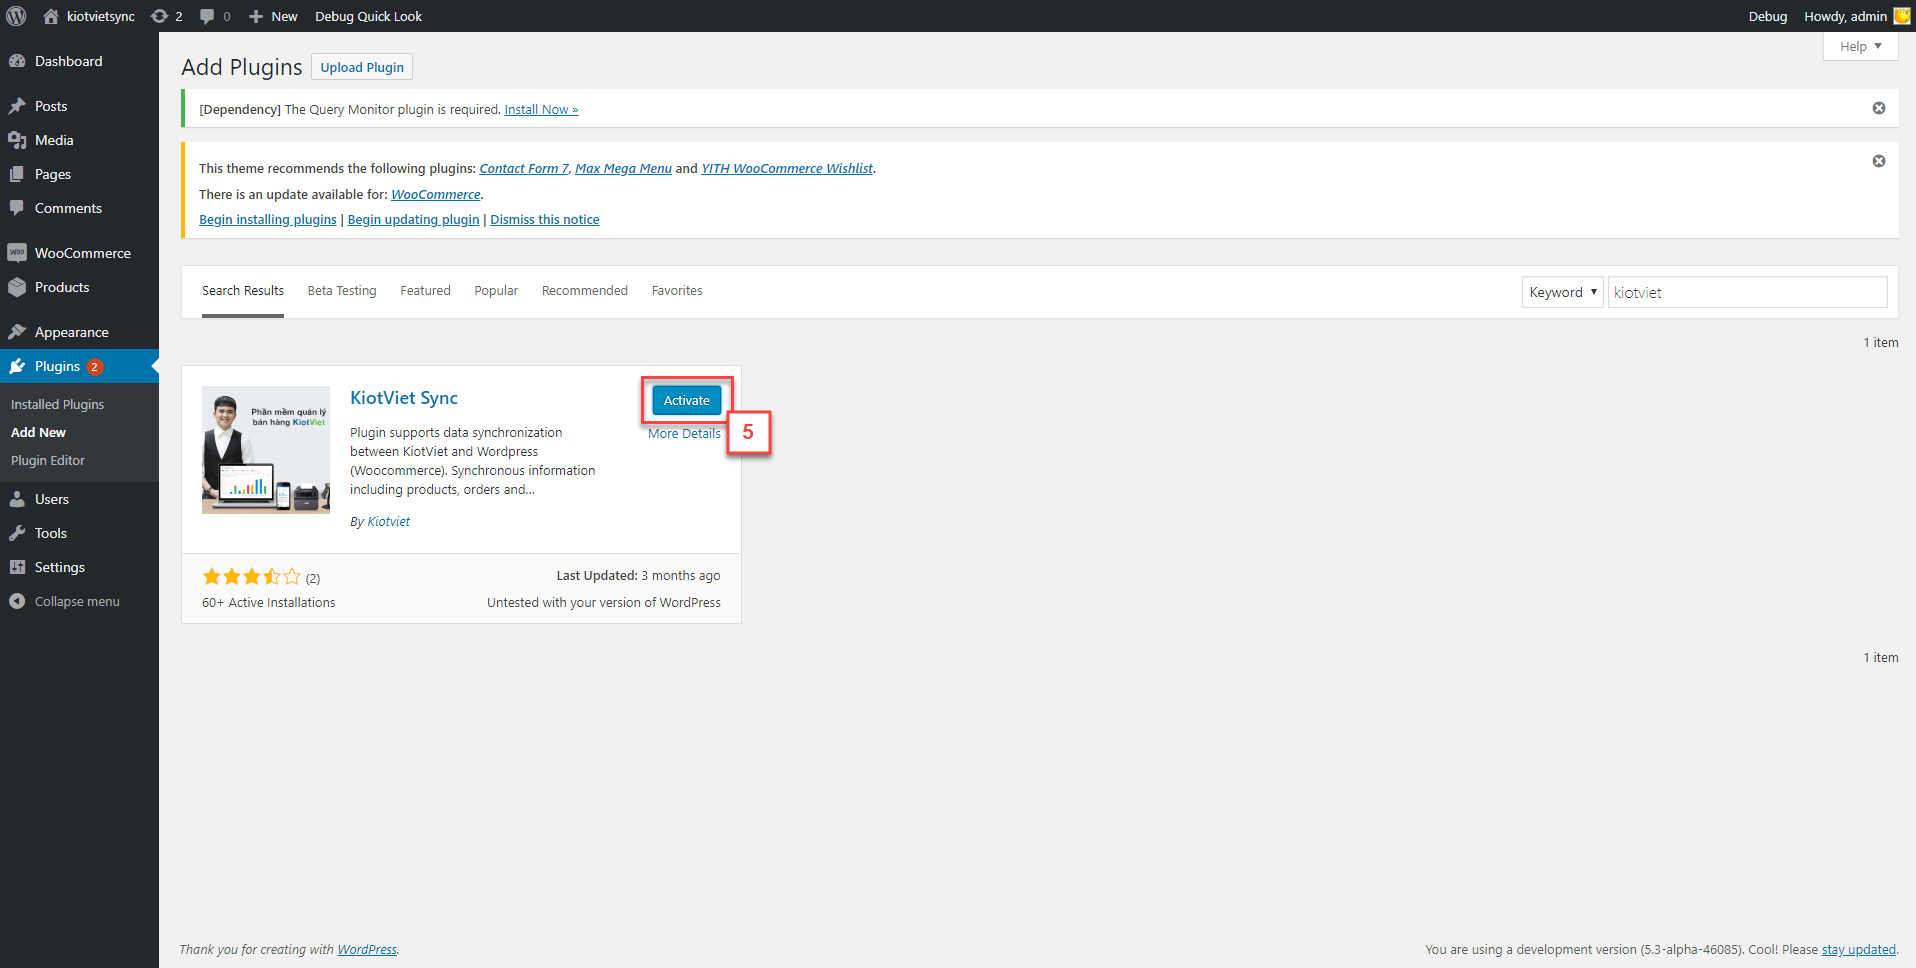 kiotvietsync 2 0 New Debug Quick Look Debug Howdy, admin
Help
Dashboard
Posts
Media
Pages
Comments
WooCommerce
Products
Appearance
Plugins 2
Installed Plugins
Add New
Plugin Editor
Users
Tools
Settings
Collapse menu
Add Plugins Upload Plugin
[Dependency] The Query Monitor plugin is required. Install Now »
This theme recommends the following plugins: Contact Form 7, Max Mega Menu and YITH WooCommerce Wishlist.
There is an update available for: WooCommerce.
Begin installing plugins | Begin updating plugin | Dismiss this notice
Search Results Beta Testing Featured Popular Recommended Favorites Keyword kiotviet
1 item
Phần mềm quản lý
bán hàng KiotViet
KiotViet Sync
Activate
More Details
5
Plugin supports data synchronization
between KiotViet and Wordpress
(Woocommerce). Synchronous information
including products, orders and...
By Kiotviet
(2)
Last Updated: 3 months ago
60+ Active Installations
Untested with your version of WordPress
1 item
Thank you for creating with WordPress.
You are using a development version (5.3-alpha-46085). Cool! Please stay updated.